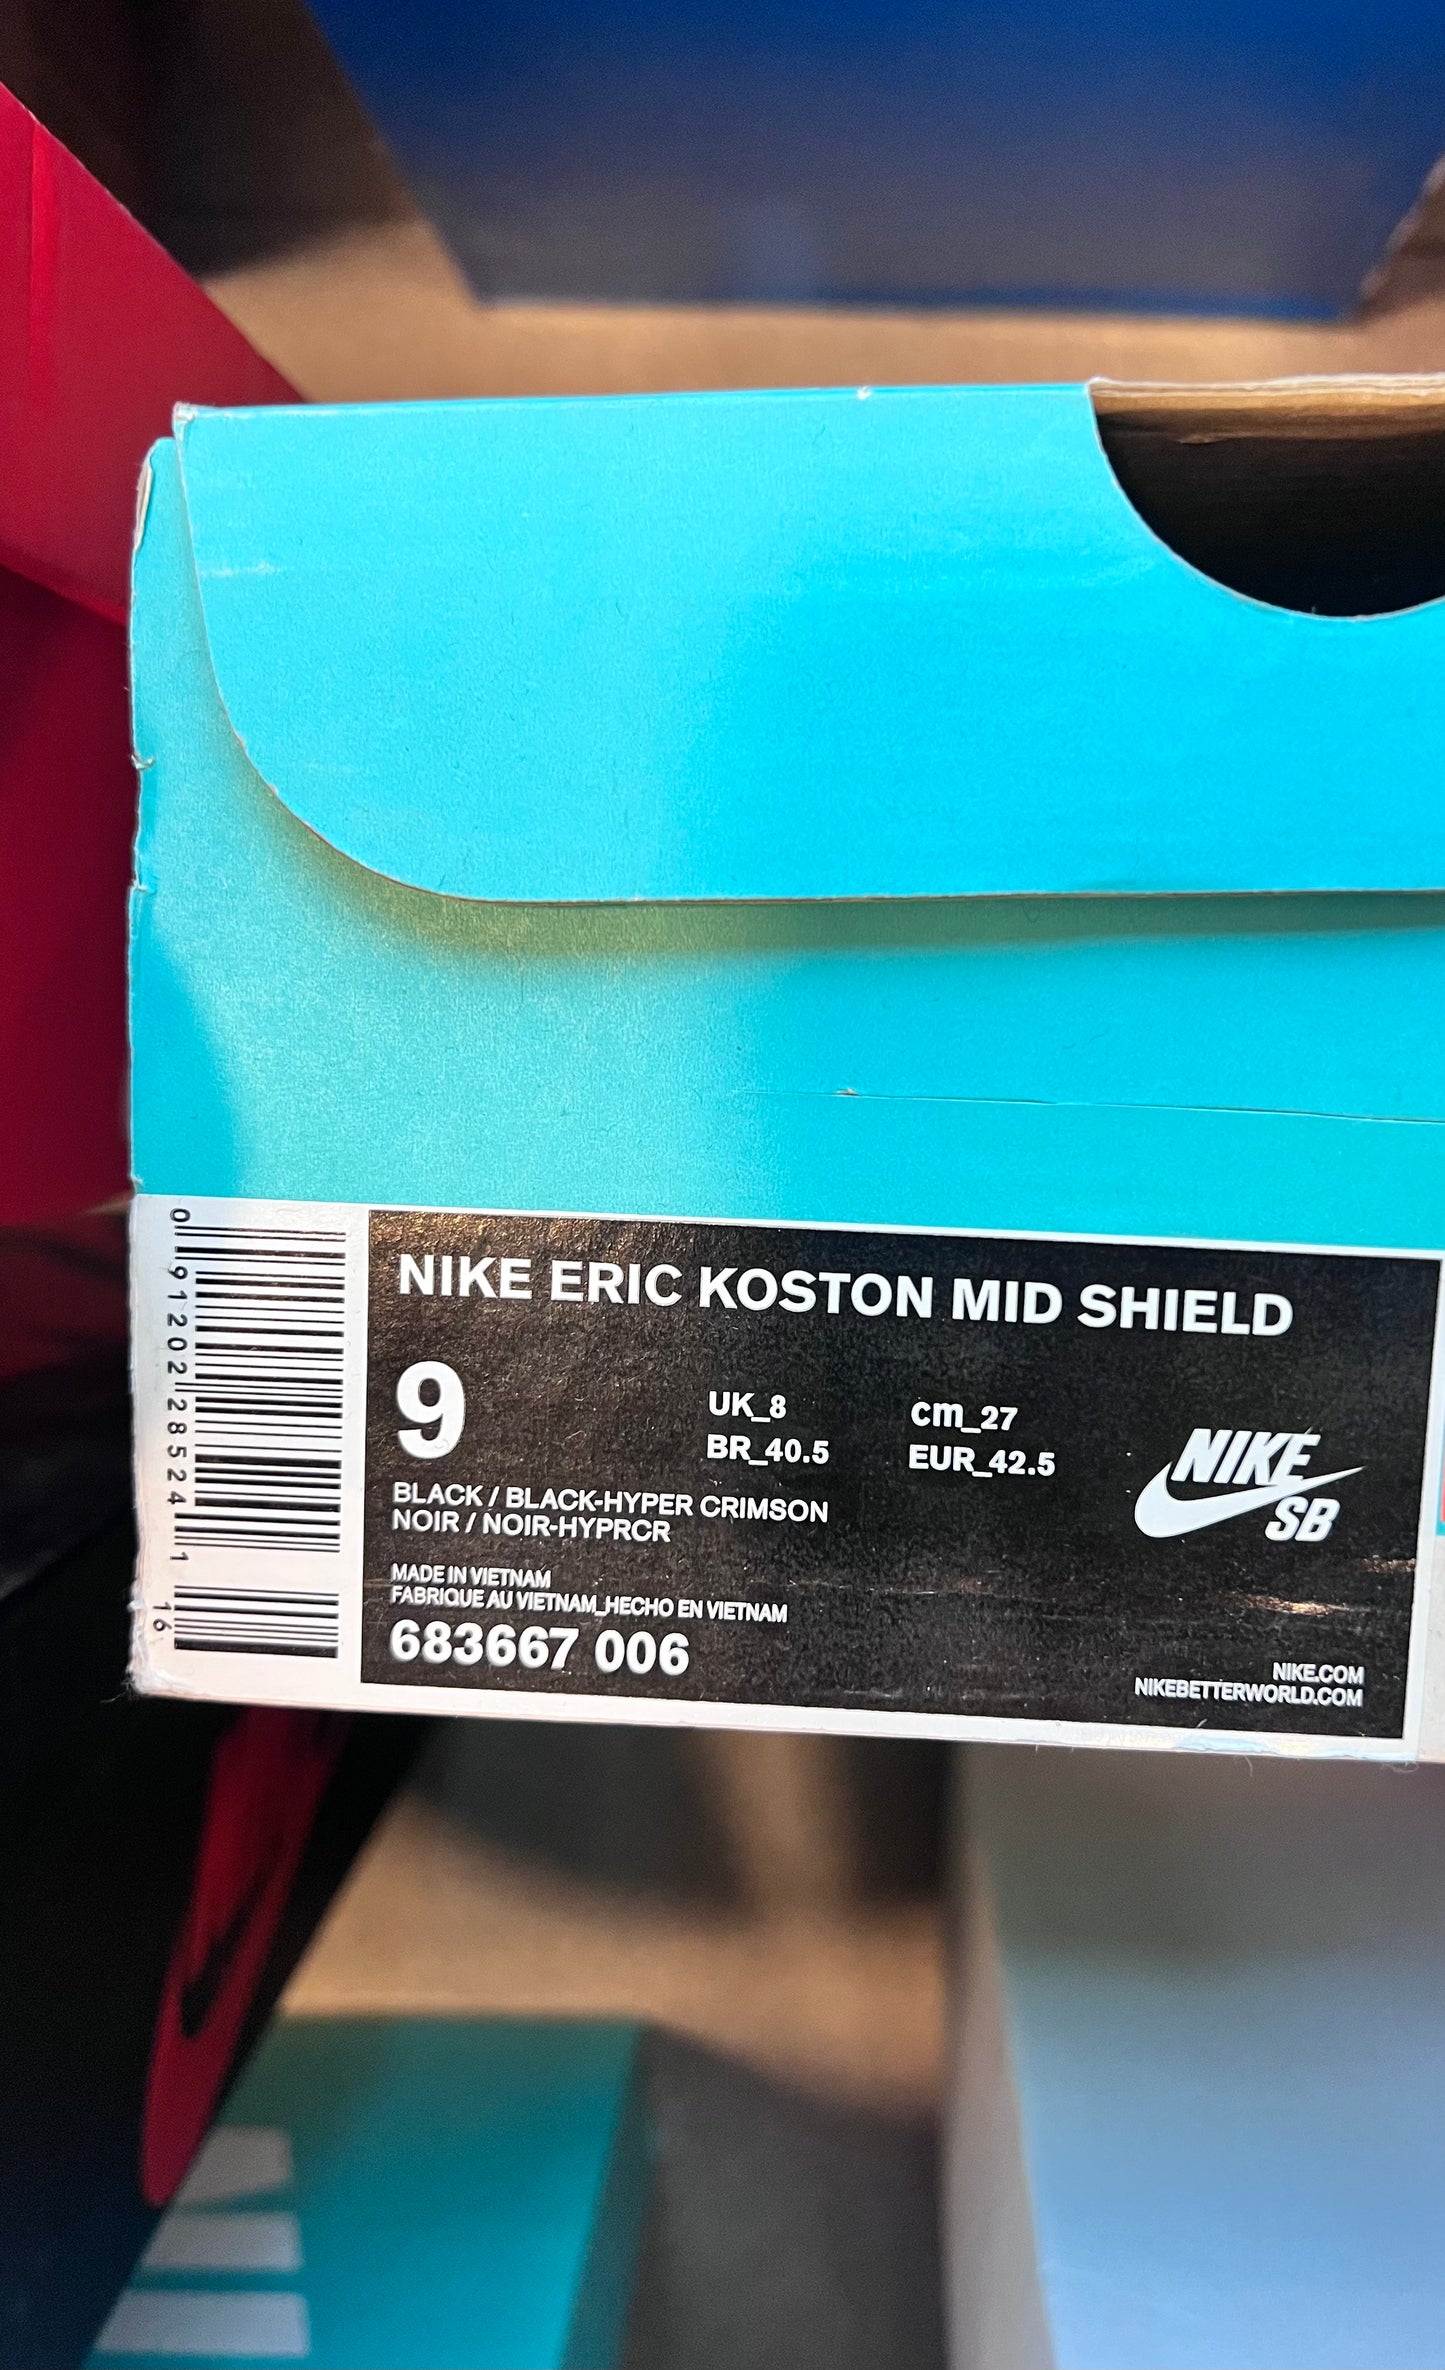 0 91202 28524 1 16
NIKE ERIC KOSTON MID SHIELD
9
UK_8
cm_27
BR_40.5
EUR_42.5
BLACK / BLACK-HYPER CRIMSON
NOIR / NOIR-HYPRCR
NIKE
SB
MADE IN VIETNAM
FABRIQUE AU VIETNAM_HECHO EN VIETNAM
683667 006
NIKE.COM
NIKEBETTERWORLD.COM